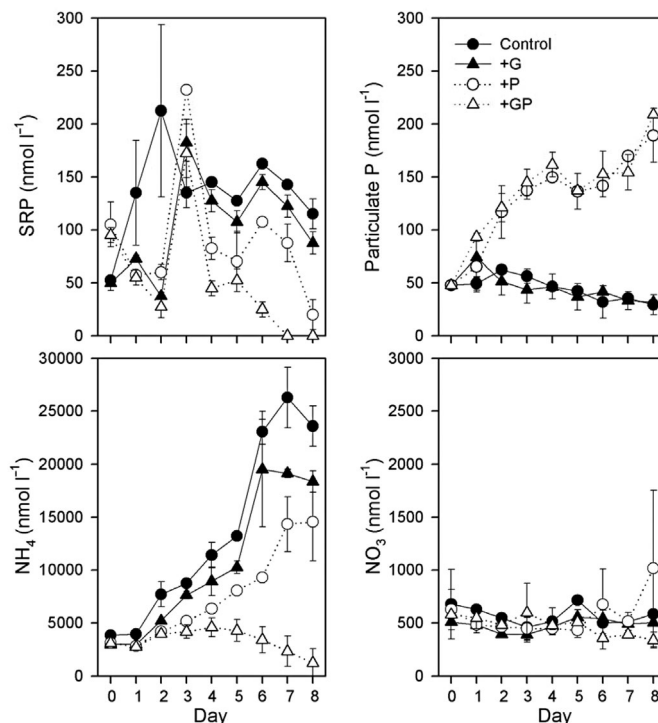 300
250
200
150
100
50
0
SRP (nmol l⁻¹)
300
250
200
150
100
50
0
Particulate P (nmol l⁻¹)
Control
+G
+P
+GP
30000
25000
20000
15000
10000
5000
0
NH₄ (nmol l⁻¹)
0 1 2 3 4 5 6 7 8
Day
3000
2500
2000
1500
1000
500
0
NO₃ (nmol l⁻¹)
0 1 2 3 4 5 6 7 8
Day